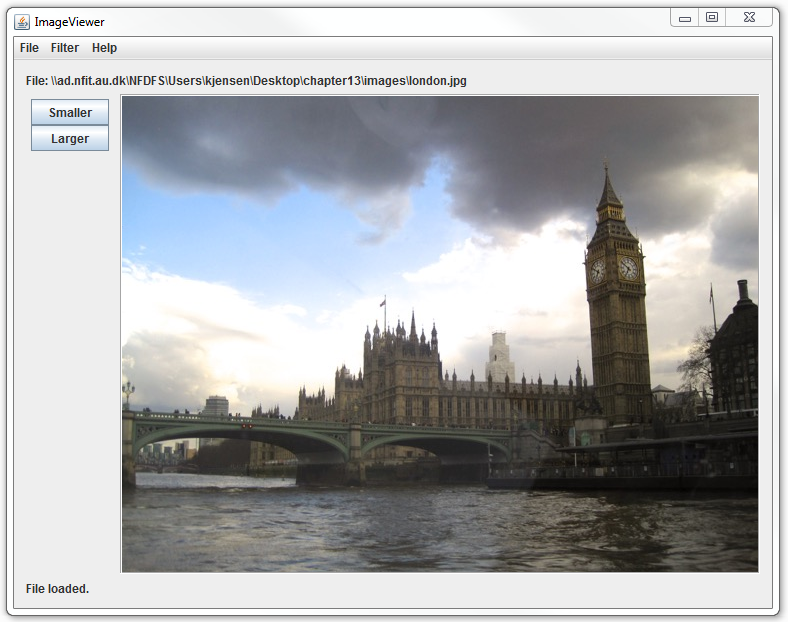 ImageViewer
File Filter Help
File: \\ad.nfit.au.dk\NFDFS\Users\kjensen\Desktop\chapter13\images\london.jpg
Smaller
Larger
File loaded.